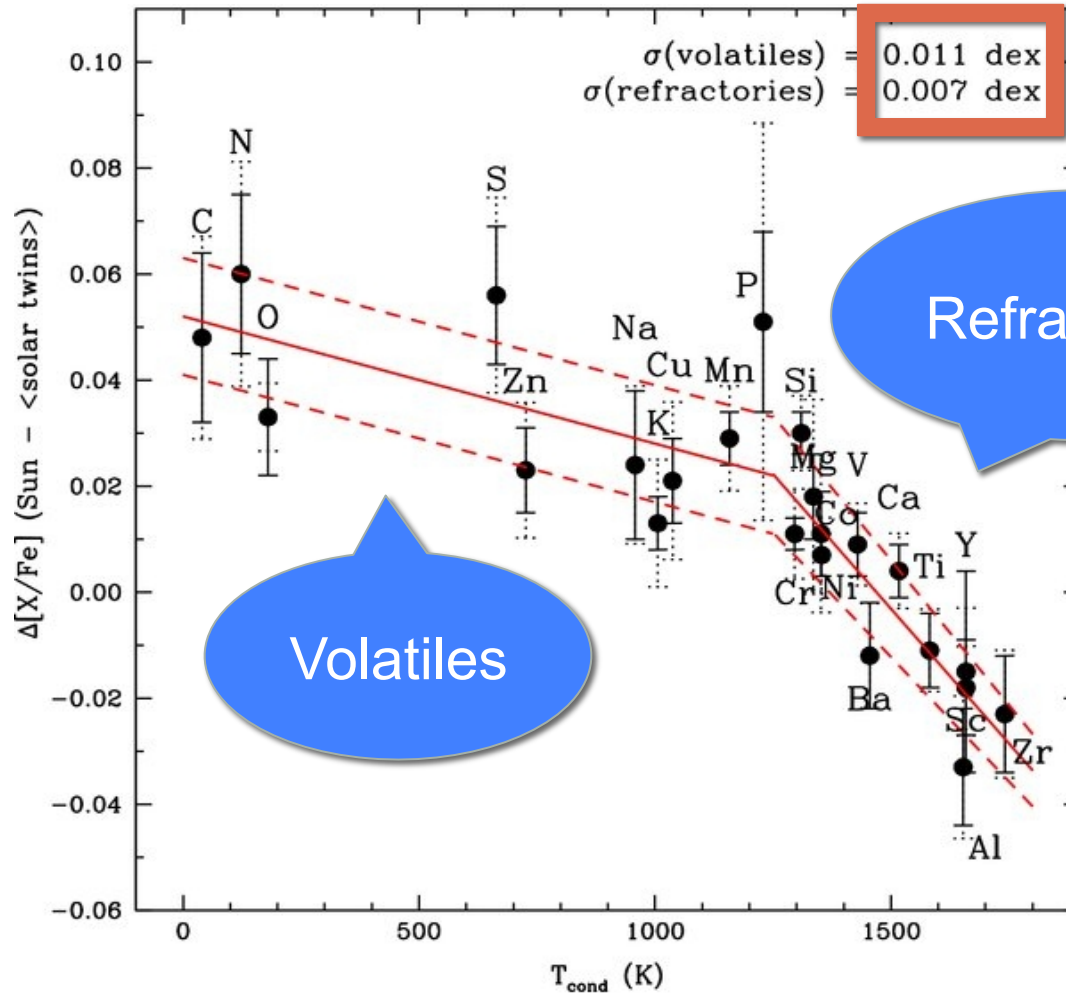 σ(volatiles) = 0.011 dex
σ(refractories) = 0.007 dex
0.10
0.08
0.06
0.04
0.02
0.00
−0.02
−0.04
−0.06
Δ[X/Fe] (Sun − <solar twins>)
C
N
O
S
Zn
Na
K
Cu
Mn
P
Si
Mg
Co
V
Cr
Ni
Ca
Ba
Ti
Y
Sc
Zr
Al
Volatiles
Refra
0
500
1000
1500
T_cond (K)